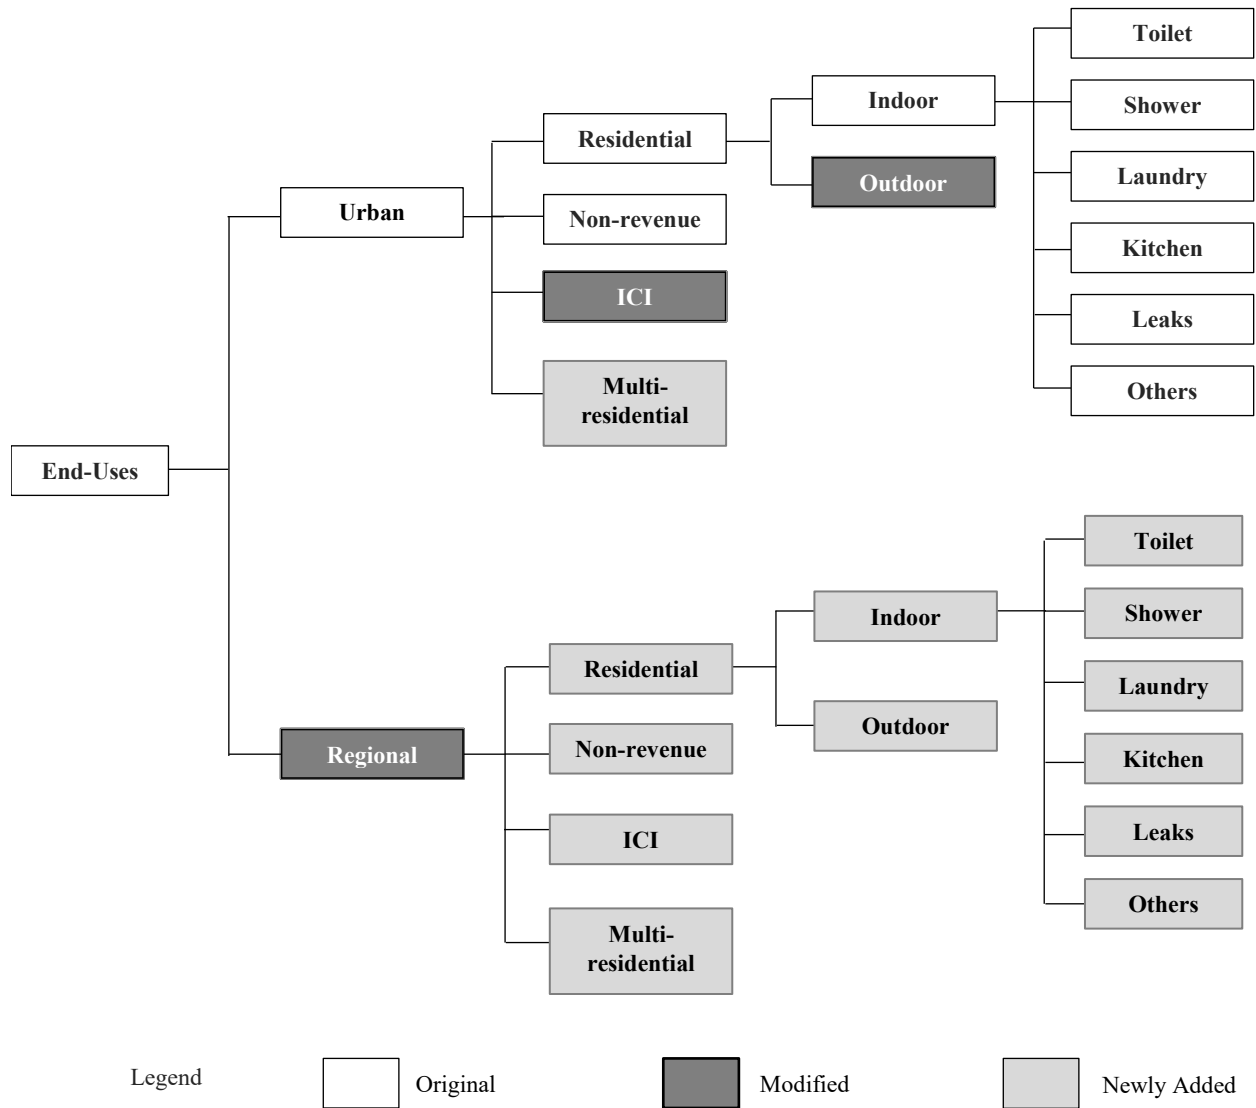 End-Uses
Urban
Residential
Indoor
Toilet
Shower
Laundry
Kitchen
Leaks
Others
Outdoor
Non-revenue
ICI
Multi-
residential
Regional
Residential
Indoor
Toilet
Shower
Laundry
Kitchen
Leaks
Others
Outdoor
Non-revenue
ICI
Multi-
residential
Legend
Original
Modified
Newly Added